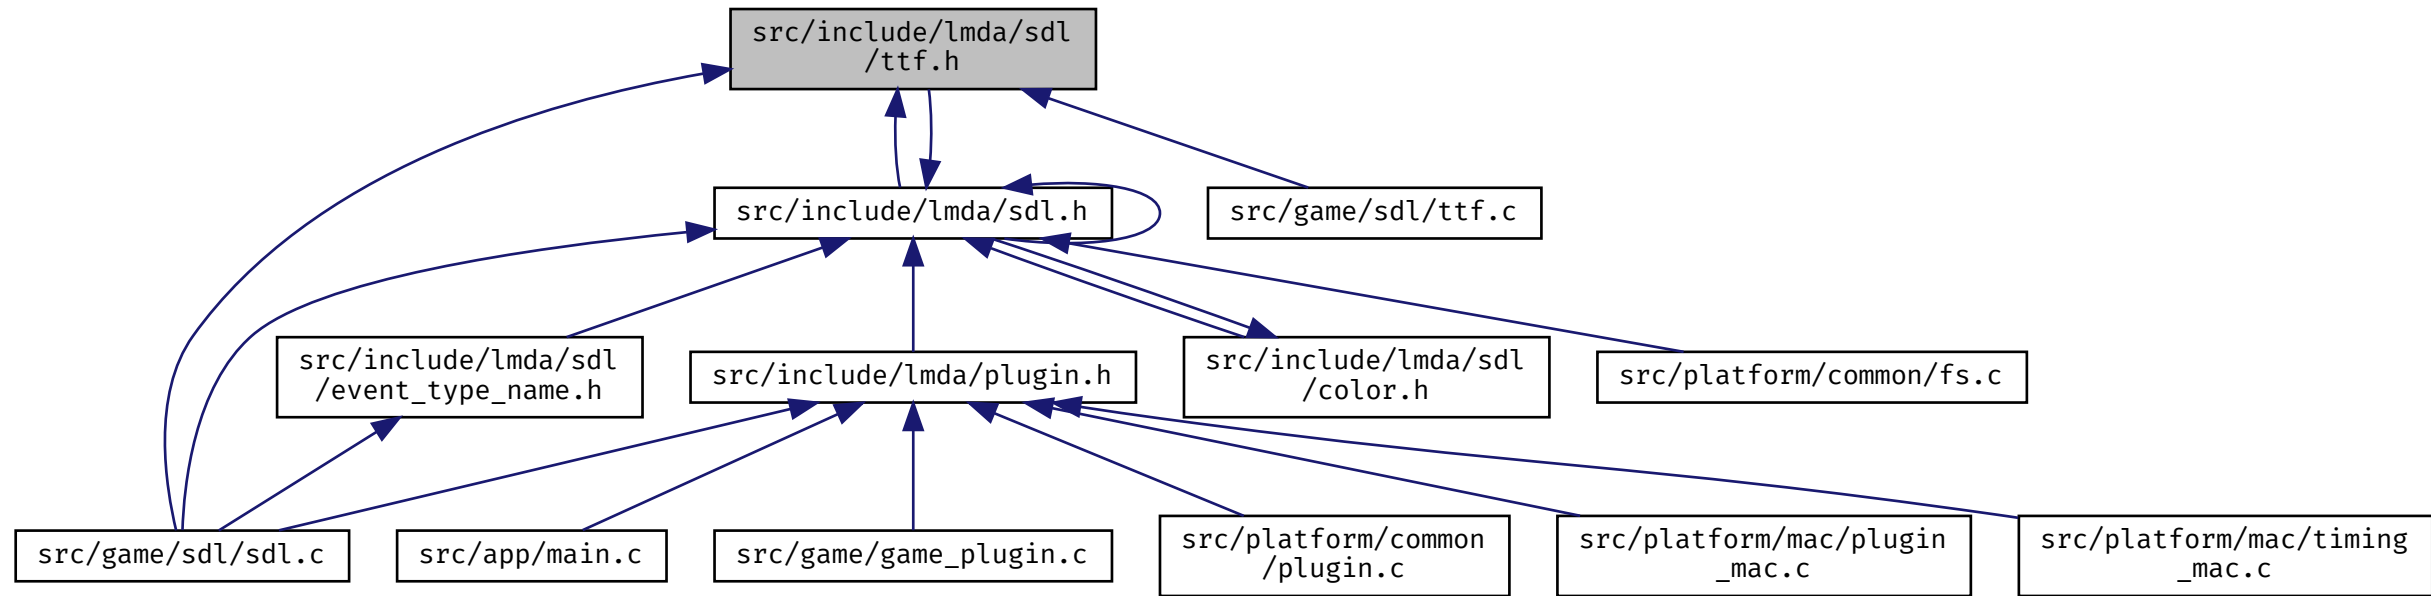 src/include/lmda/sdl
/ttf.h
src/include/lmda/sdl.h
src/game/sdl/ttf.c
src/include/lmda/sdl
/event_type_name.h
src/include/lmda/plugin.h
src/include/lmda/sdl
/color.h
src/platform/common/fs.c
src/game/sdl/sdl.c
src/app/main.c
src/game/game_plugin.c
src/platform/common
/plugin.c
src/platform/mac/plugin
_mac.c
src/platform/mac/timing
_mac.c